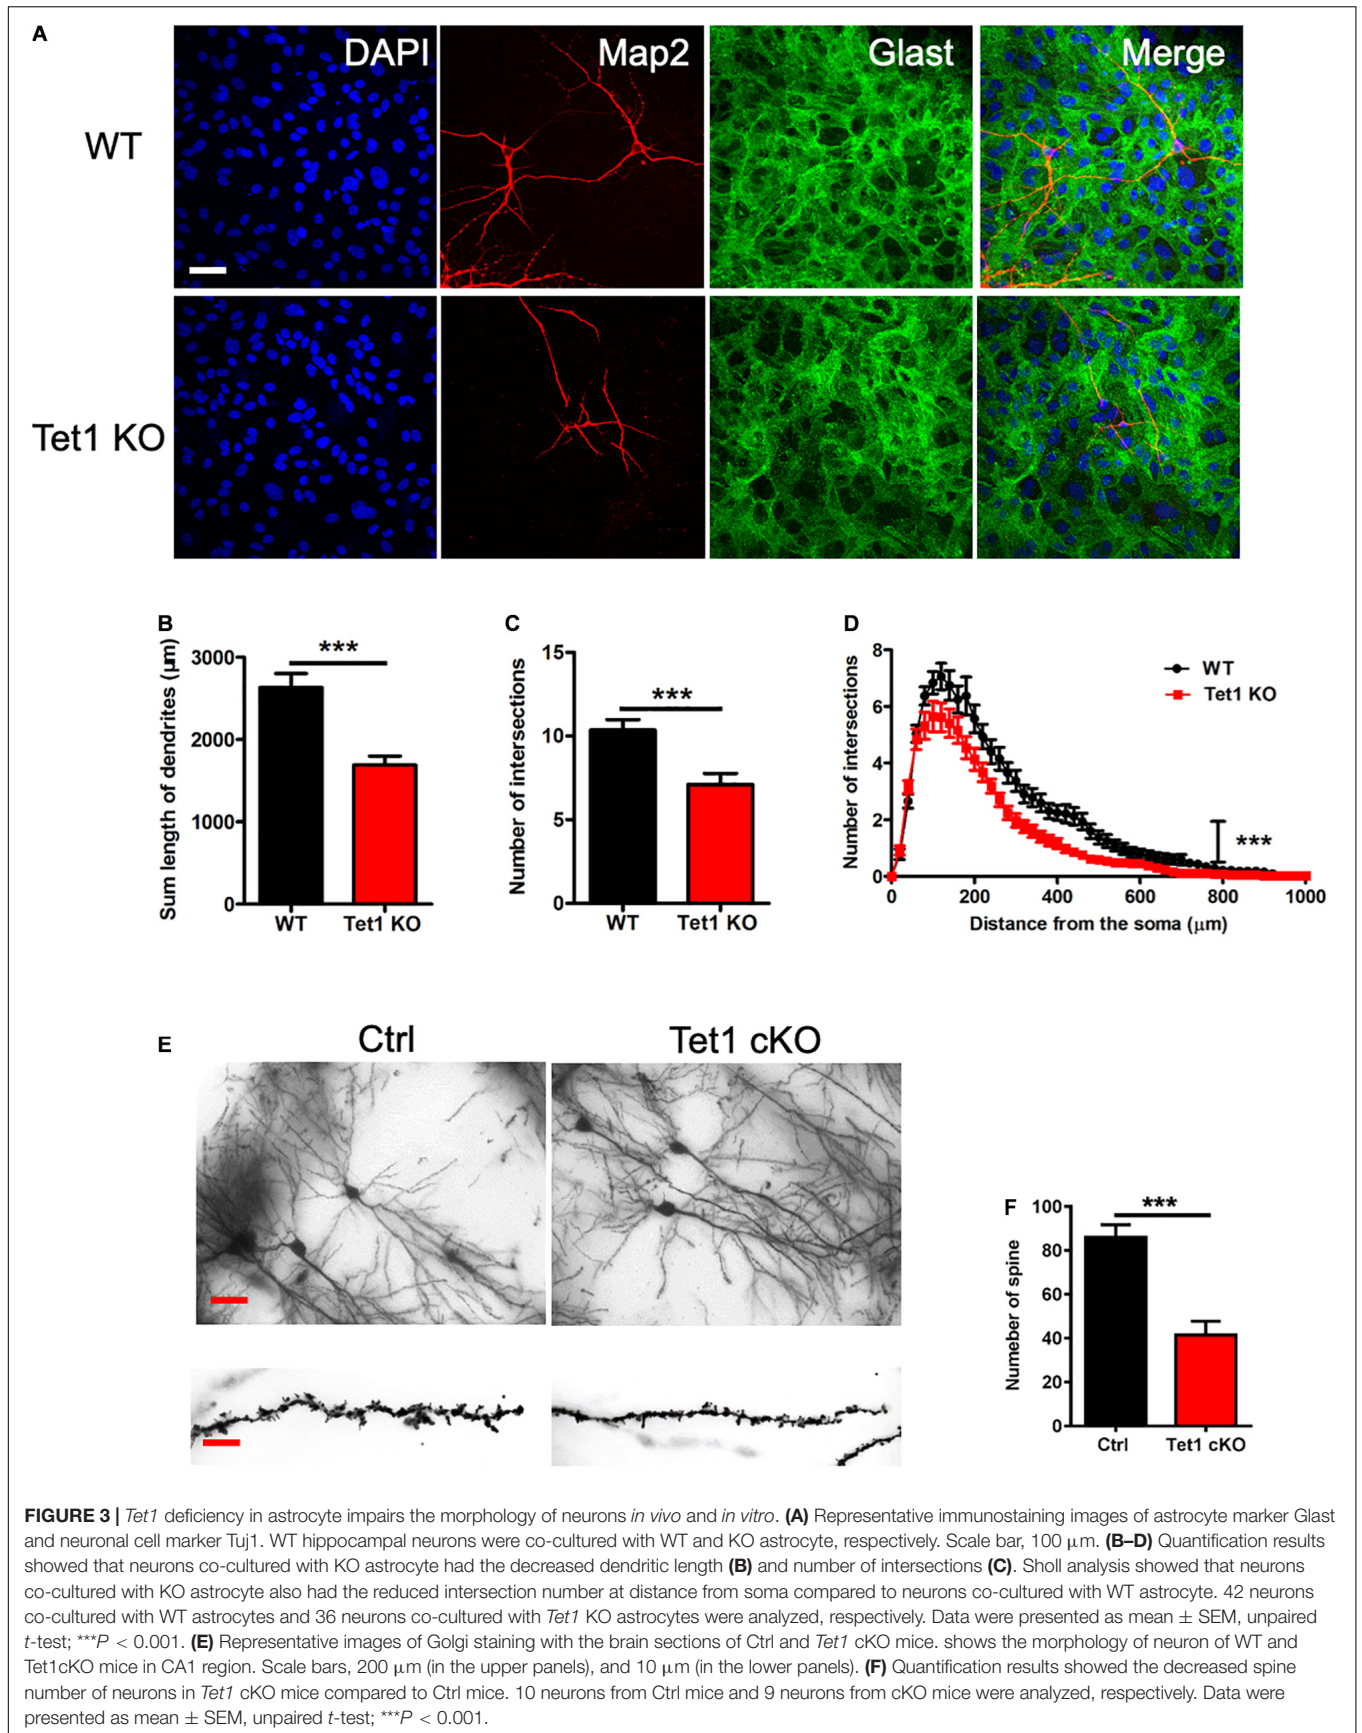 A
DAPI
Map2
Glast
Merge
WT
Tet1 KO
B
Sum length of dendrites (μm)
3000
2000
1000
0
***
WT
Tet1 KO
C
Number of intersections
15
10
5
0
***
WT
Tet1 KO
D
Number of intersections
8
6
4
2
0
WT
Tet1 KO
***
0
200
400
600
800
1000
Distance from the soma (μm)
E
Ctrl
Tet1 cKO
F
Numeber of spine
100
80
60
40
20
0
***
Ctrl
Tet1 cKO
FIGURE 3 | Tet1 deficiency in astrocyte impairs the morphology of neurons in vivo and in vitro. (A) Representative immunostaining images of astrocyte marker Glast
and neuronal cell marker Tuj1. WT hippocampal neurons were co-cultured with WT and KO astrocyte, respectively. Scale bar, 100 μm. (B–D) Quantification results
showed that neurons co-cultured with KO astrocyte had the decreased dendritic length (B) and number of intersections (C). Sholl analysis showed that neurons
co-cultured with KO astrocyte also had the reduced intersection number at distance from soma compared to neurons co-cultured with WT astrocyte. 42 neurons
co-cultured with WT astrocytes and 36 neurons co-cultured with Tet1 KO astrocytes were analyzed, respectively. Data were presented as mean ± SEM, unpaired
t-test; ***P < 0.001. (E) Representative images of Golgi staining with the brain sections of Ctrl and Tet1 cKO mice. shows the morphology of neuron of WT and
Tet1cKO mice in CA1 region. Scale bars, 200 μm (in the upper panels), and 10 μm (in the lower panels). (F) Quantification results showed the decreased spine
number of neurons in Tet1 cKO mice compared to Ctrl mice. 10 neurons from Ctrl mice and 9 neurons from cKO mice were analyzed, respectively. Data were
presented as mean ± SEM, unpaired t-test; ***P < 0.001.